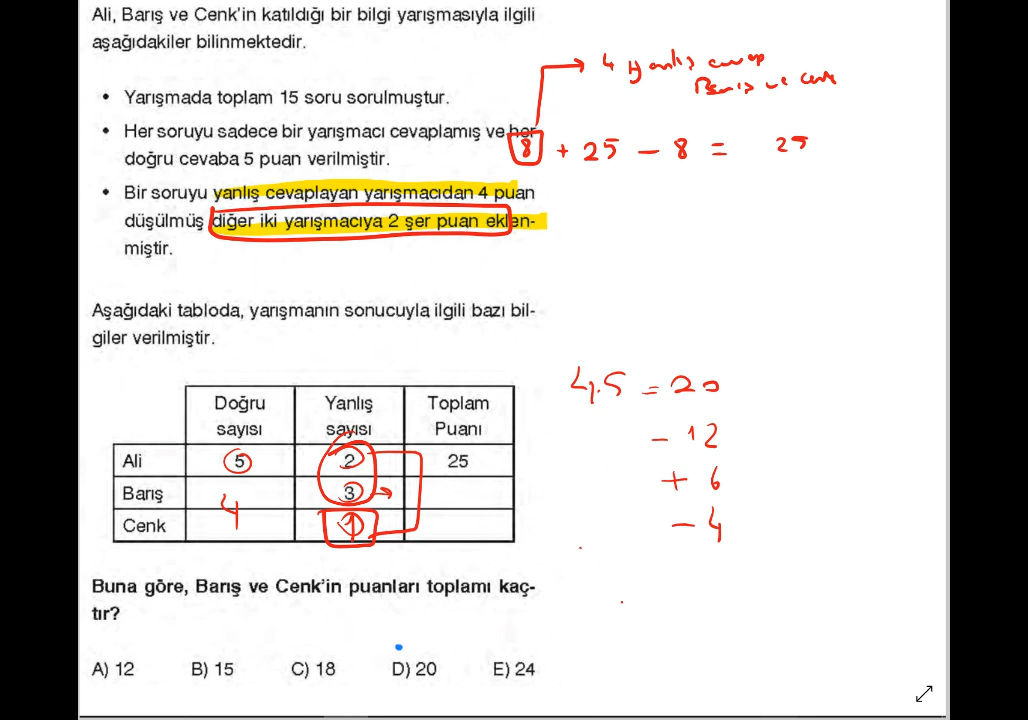 Ali, Barış ve Cenk'in katıldığı bir bilgi yarışmasıyla ilgili
aşağıdakiler bilinmektedir.
4 yanlış cevap
Barış ve Cenk
• Yarışmada toplam 15 soru sorulmuştur.
• Her soruyu sadece bir yarışmacı cevaplamış ve her
doğru cevaba 5 puan verilmiştir.
8 + 25 - 8 = 25
• Bir soruyu yanlış cevaplayan yarışmacıdan 4 puan
düşülmüş diğer iki yarışmacıya 2 şer puan eklen-
miştir.
Aşağıdaki tabloda, yarışmanın sonucuyla ilgili bazı bil-
giler verilmiştir.
Doğru sayısı Yanlış sayısı Toplam Puanı
Ali 5 2 25
Barış 3
4
Cenk 1
4.5 = 20
- 12
+ 6
- 4
Buna göre, Barış ve Cenk'in puanları toplamı kaç-
tır?
A) 12 B) 15 C) 18 D) 20 E) 24